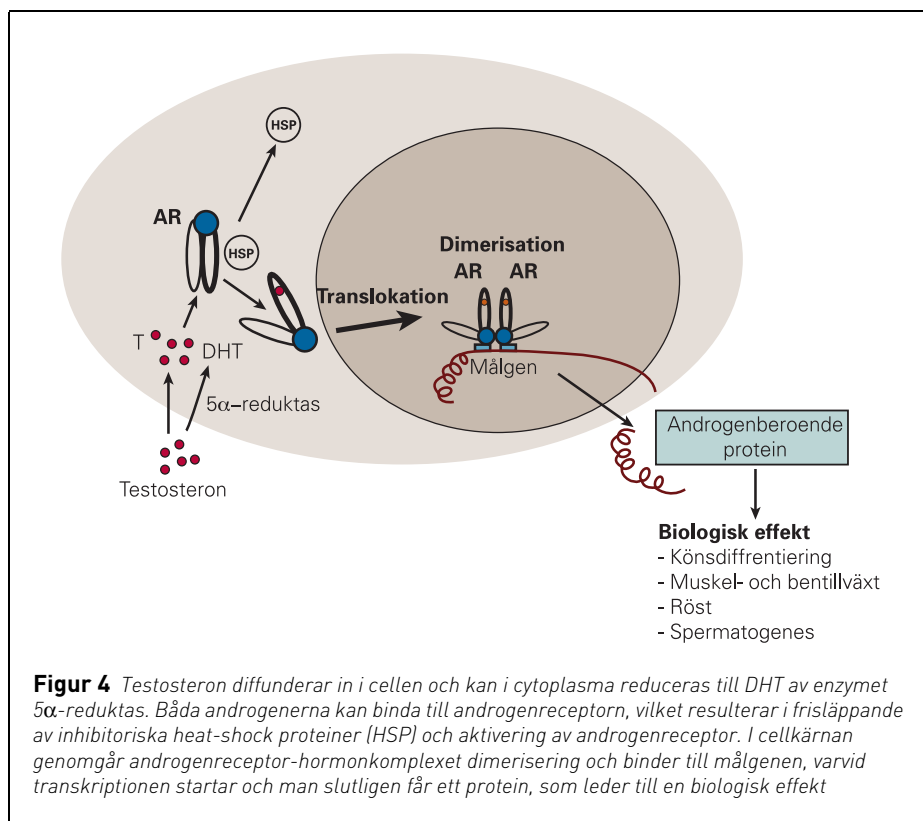 HSP
AR
HSP
Dimerisation
AR AR
Translokation
T
DHT
Målgen
5α–reduktas
Androgenberoende
protein
Testosteron
Biologisk effekt
- Könsdiffrentiering
- Muskel- och bentillväxt
- Röst
- Spermatogenes
Figur 4 Testosteron diffunderar in i cellen och kan i cytoplasma reduceras till DHT av enzymet
5α-reduktas. Båda androgenerna kan binda till androgenreceptorn, vilket resulterar i frisläppande
av inhibitoriska heat-shock proteiner (HSP) och aktivering av androgenreceptor. I cellkärnan
genomgår androgenreceptor-hormonkomplexet dimerisering och binder till målgenen, varvid
transkriptionen startar och man slutligen får ett protein, som leder till en biologisk effekt